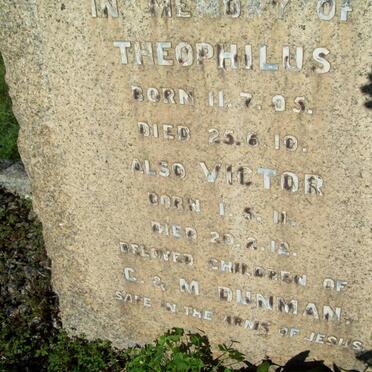 IN MEMORY OF
THEOPHILUS
BORN 11.7.09.
DIED 25.6.10.
ALSO VICTOR
BORN 1.5.11.
DIED 20.2.12.
BELOVED CHILDREN OF
C. & M. DUNMAN.
SAFE IN THE ARMS OF JESUS